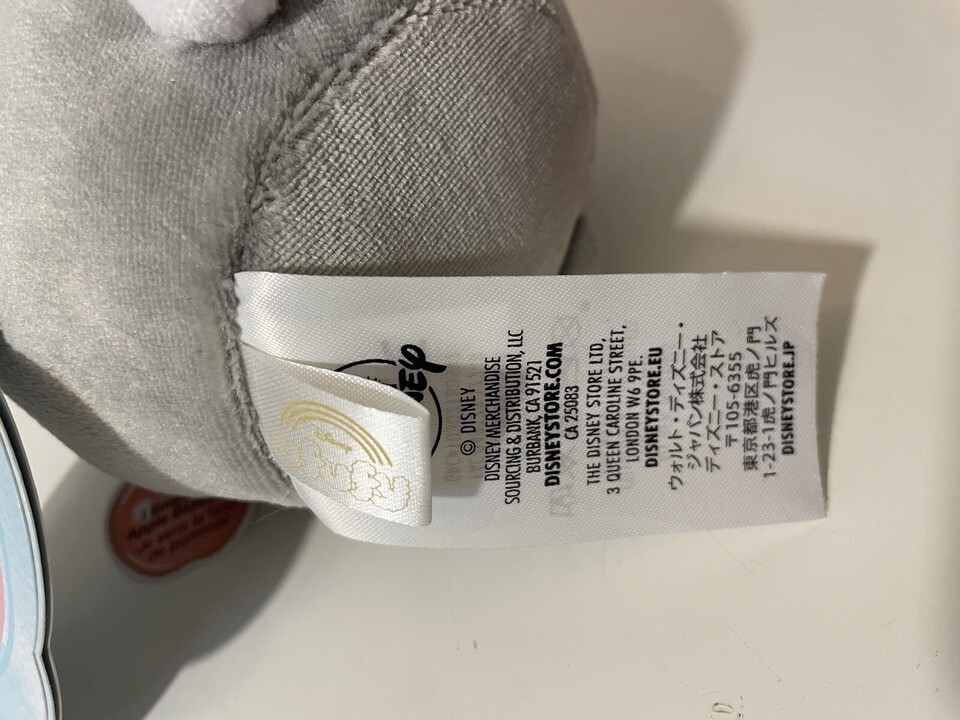 © DISNEY
DISNEY MERCHANDISE
SOURCING & DISTRIBUTION, LLC
BURBANK, CA 91521
DISNEYSTORE.COM
CA 25083
THE DISNEY STORE LTD,
3 QUEEN CAROLINE STREET,
LONDON W6 9PE.
DISNEYSTORE.EU
ウォルト・ディズニー・
ジャパン株式会社
ディズニー・ストア
〒105-6355
東京都港区虎ノ門
1-23-1虎ノ門ヒルズ
DISNEYSTORE.JP
Apple